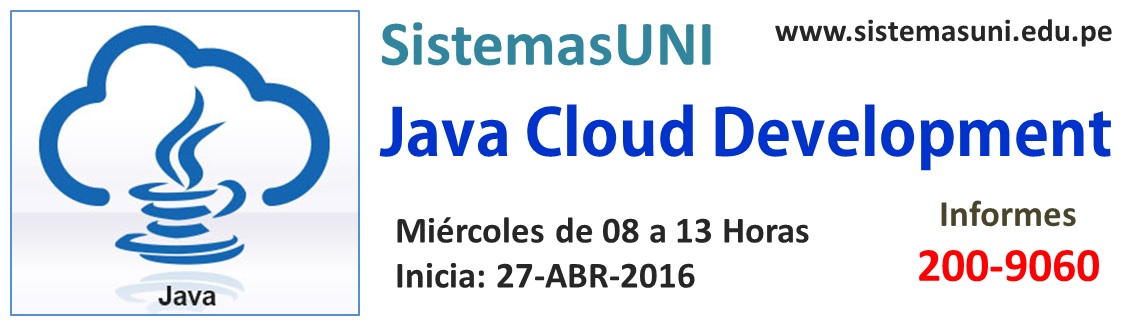 SistemasUNI
www.sistemasuni.edu.pe
Java Cloud Development
Miércoles de 08 a 13 Horas
Inicia: 27-ABR-2016
Informes
200-9060
Java